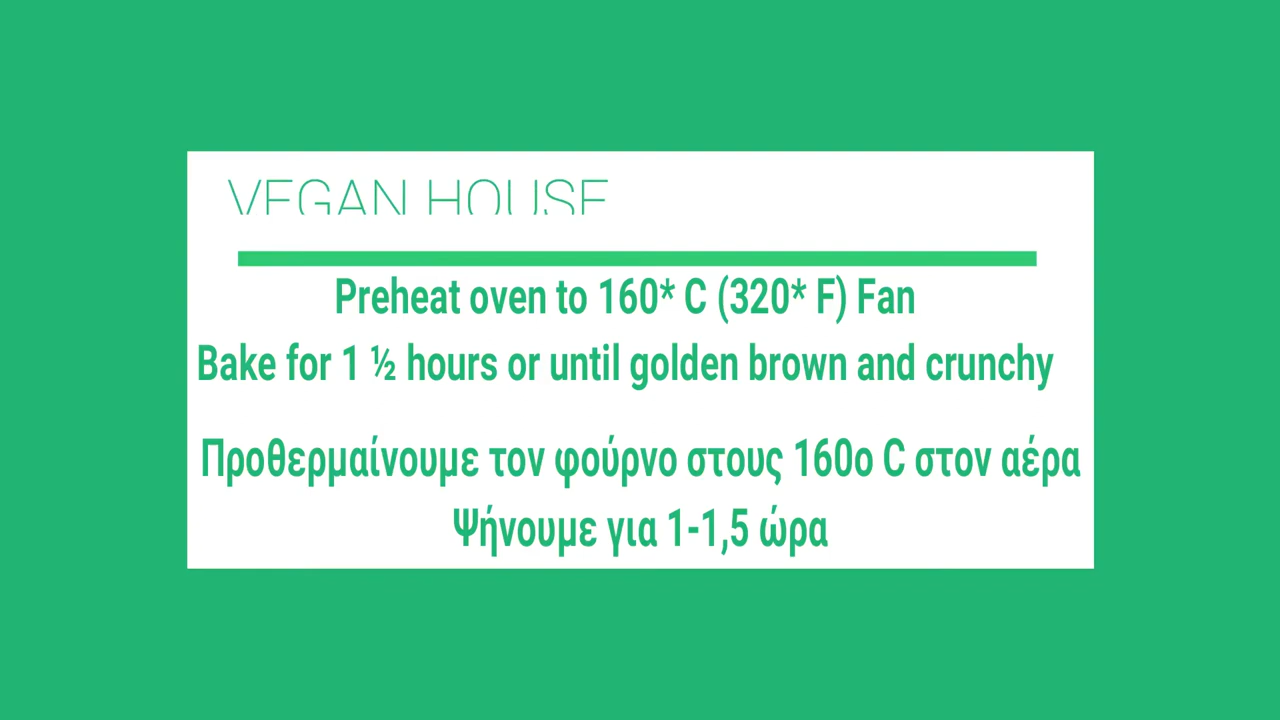 VEGAN HOUSE
Preheat oven to 160* C (320* F) Fan
Bake for 1 ½ hours or until golden brown and crunchy
Προθερμαίνουμε τον φούρνο στους 160ο C στον αέρα
Ψήνουμε για 1-1,5 ώρα